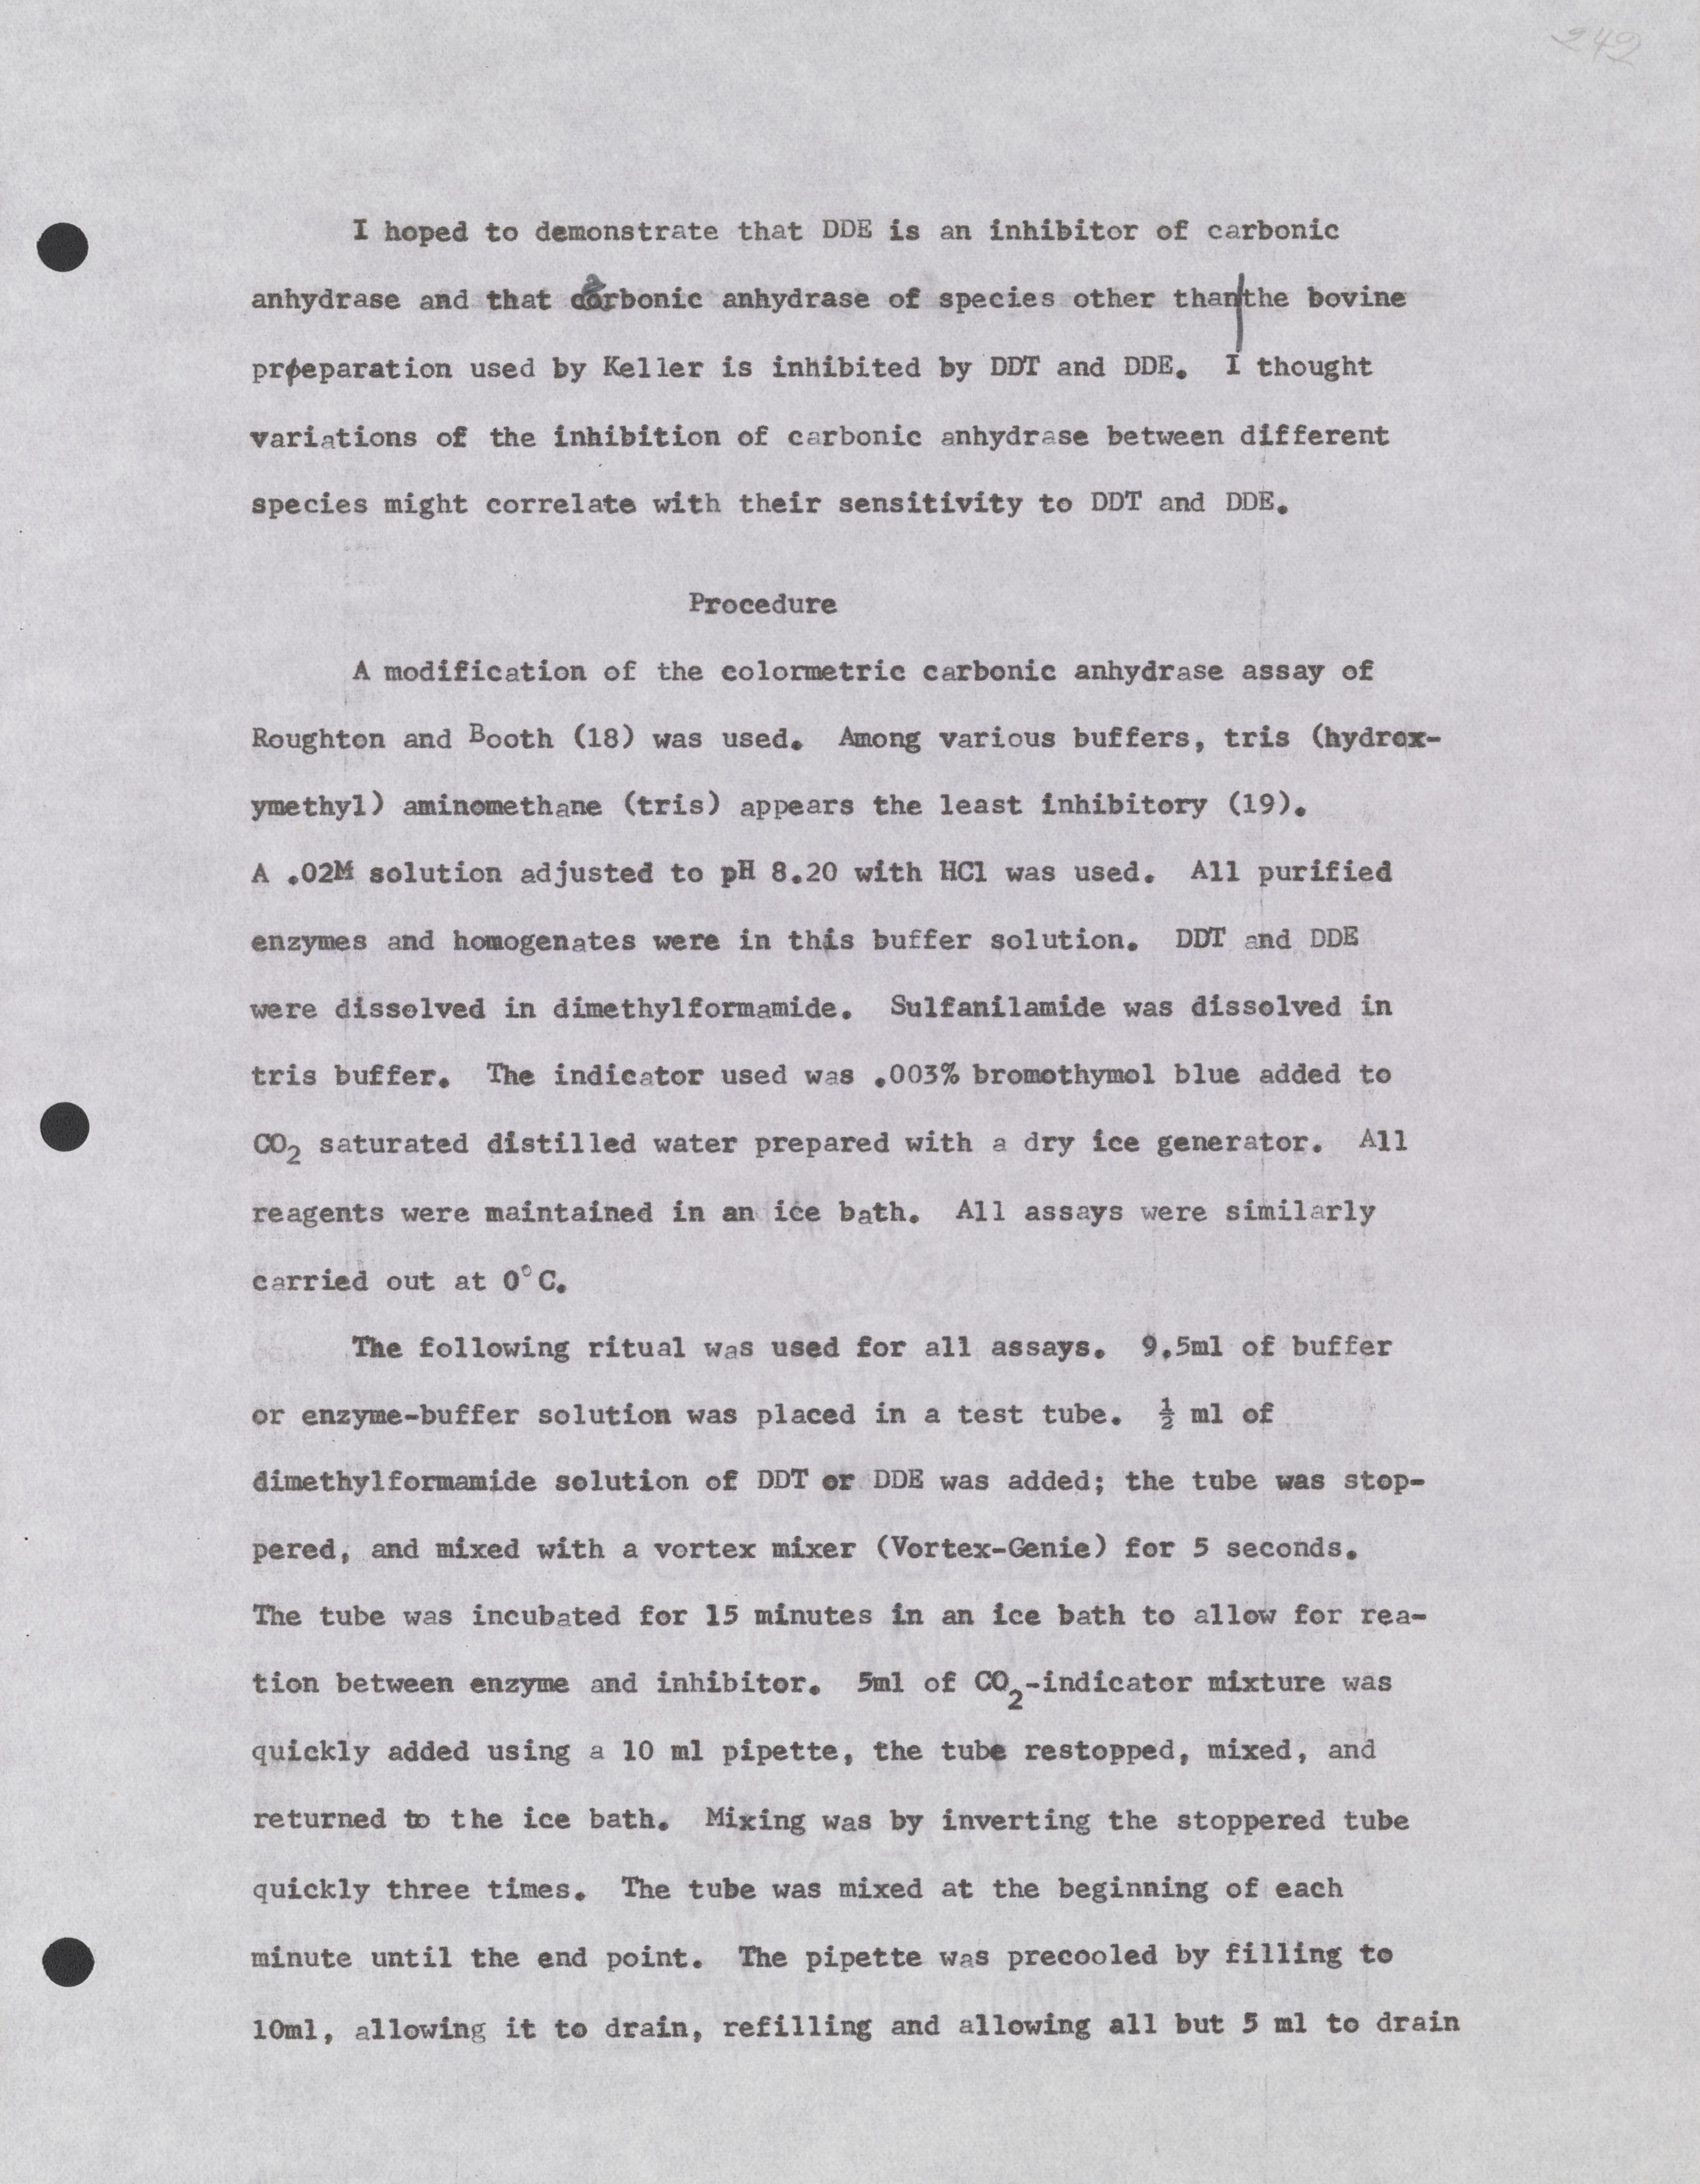 242
I hoped to demonstrate that DDE is an inhibitor of carbonic
anhydrase and that carbonic anhydrase of species other than the bovine
preparation used by Keller is inhibited by DDT and DDE. I thought
variations of the inhibition of carbonic anhydrase between different
species might correlate with their sensitivity to DDT and DDE.
Procedure
A modification of the colormetric carbonic anhydrase assay of
Roughton and Booth (18) was used. Among various buffers, tris (hydrox-
ymethyl) aminomethane (tris) appears the least inhibitory (19).
A .02M solution adjusted to pH 8.20 with HCl was used. All purified
enzymes and homogenates were in this buffer solution. DDT and DDE
were dissolved in dimethylformamide. Sulfanilamide was dissolved in
tris buffer. The indicator used was .003% bromothymol blue added to
CO₂ saturated distilled water prepared with a dry ice generator. All
reagents were maintained in an ice bath. All assays were similarly
carried out at 0°C.
The following ritual was used for all assays. 9.5ml of buffer
or enzyme-buffer solution was placed in a test tube. ½ ml of
dimethylformamide solution of DDT or DDE was added; the tube was stop-
pered, and mixed with a vortex mixer (Vortex-Genie) for 5 seconds.
The tube was incubated for 15 minutes in an ice bath to allow for rea-
tion between enzyme and inhibitor. 5ml of CO₂-indicator mixture was
quickly added using a 10 ml pipette, the tube restopped, mixed, and
returned to the ice bath. Mixing was by inverting the stoppered tube
quickly three times. The tube was mixed at the beginning of each
minute until the end point. The pipette was precooled by filling to
10ml, allowing it to drain, refilling and allowing all but 5 ml to drain